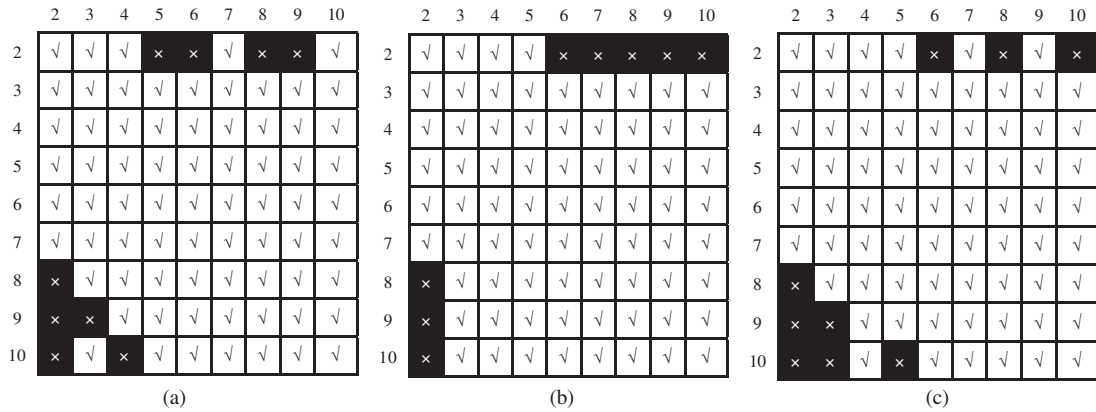 2 3 4 5 6 7 8 9 10
2 √ √ √ × × √ × × √
3 √ √ √ √ √ √ √ √ √
4 √ √ √ √ √ √ √ √ √
5 √ √ √ √ √ √ √ √ √
6 √ √ √ √ √ √ √ √ √
7 √ √ √ √ √ √ √ √ √
8 × √ √ √ √ √ √ √ √
9 × × √ √ √ √ √ √ √
10 × √ × √ √ √ √ √ √
(a)
2 3 4 5 6 7 8 9 10
2 √ √ √ √ × × × × ×
3 √ √ √ √ √ √ √ √ √
4 √ √ √ √ √ √ √ √ √
5 √ √ √ √ √ √ √ √ √
6 √ √ √ √ √ √ √ √ √
7 √ √ √ √ √ √ √ √ √
8 × √ √ √ √ √ √ √ √
9 × √ √ √ √ √ √ √ √
10 × √ √ √ √ √ √ √ √
(b)
2 3 4 5 6 7 8 9 10
2 √ √ √ √ × √ × √ ×
3 √ √ √ √ √ √ √ √ √
4 √ √ √ √ √ √ √ √ √
5 √ √ √ √ √ √ √ √ √
6 √ √ √ √ √ √ √ √ √
7 √ √ √ √ √ √ √ √ √
8 × √ √ √ √ √ √ √ √
9 × × √ √ √ √ √ √ √
10 × × √ × √ √ √ √ √
(c)